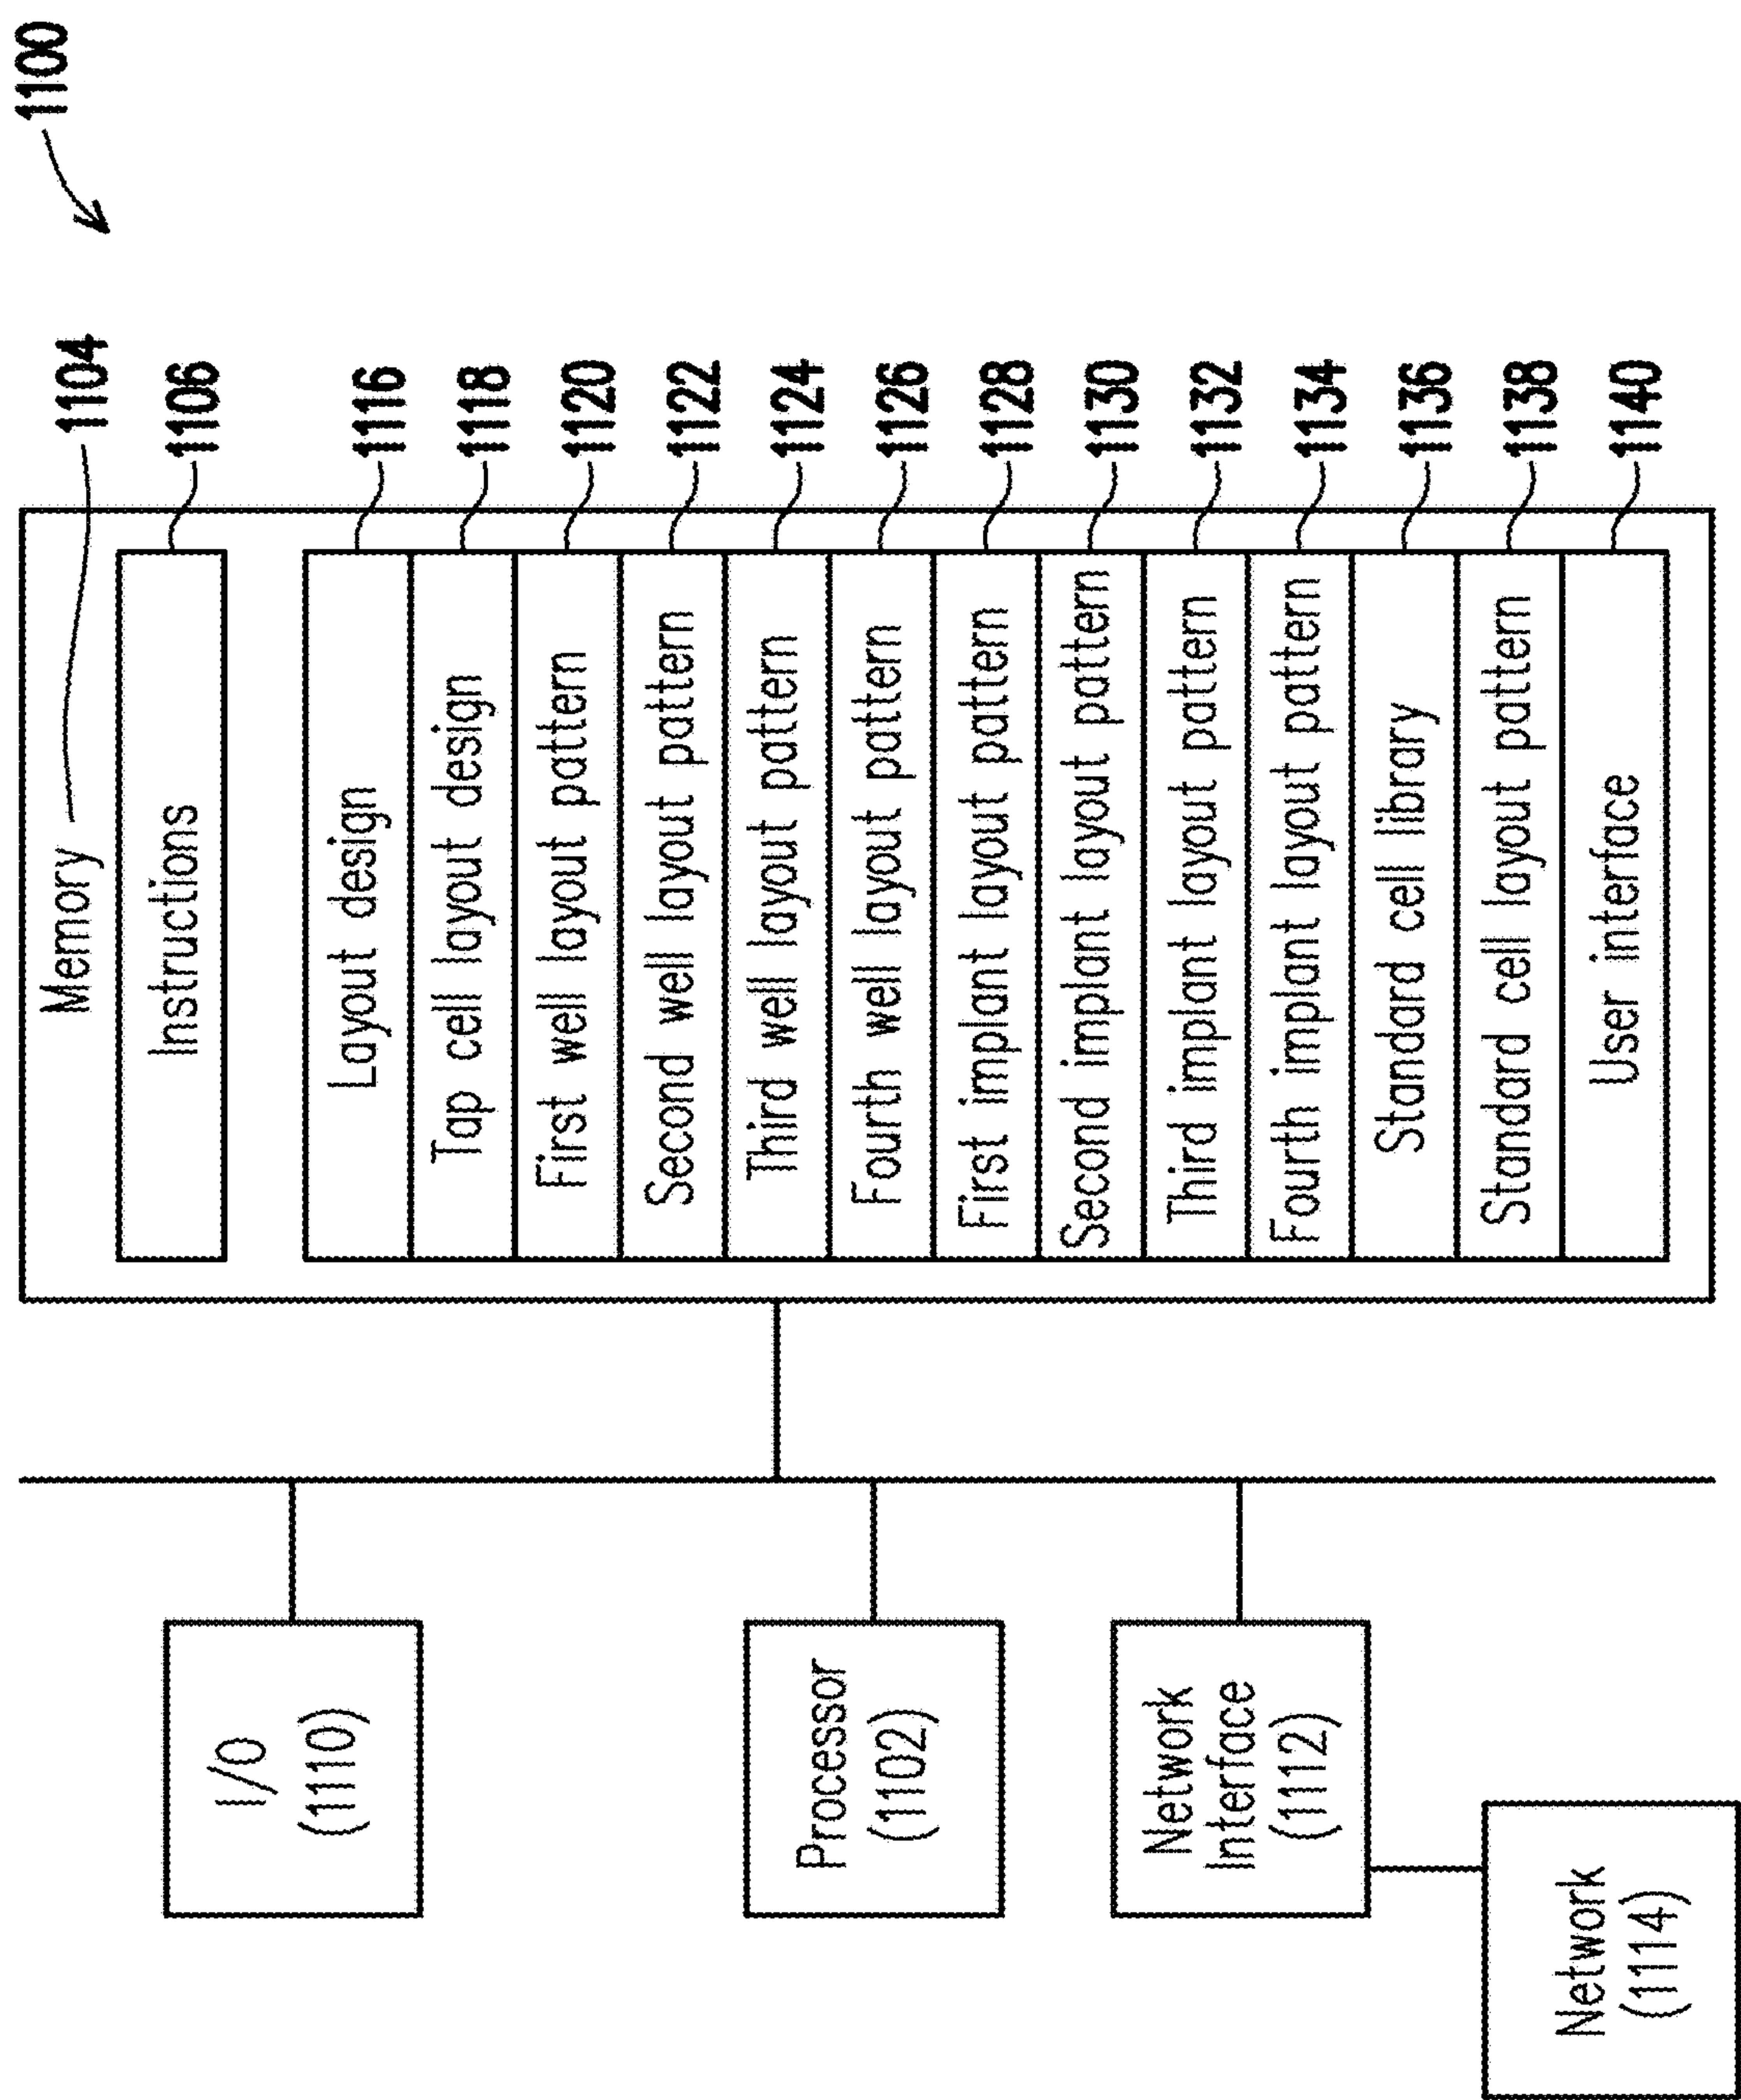 1100
Memory
1104
Instructions
1106
Layout design
1116
Tap cell layout design
1118
First well layout pattern
1120
Second well layout pattern
1122
Third well layout pattern
1124
Fourth well layout pattern
1126
First implant layout pattern
1128
Second implant layout pattern
1130
Third implant layout pattern
1132
Fourth implant layout pattern
1134
Standard cell library
1136
Standard cell layout pattern
1138
User interface
1140
I/O
(1110)
Processor
(1102)
Network
Interface
(1112)
Network
(1114)